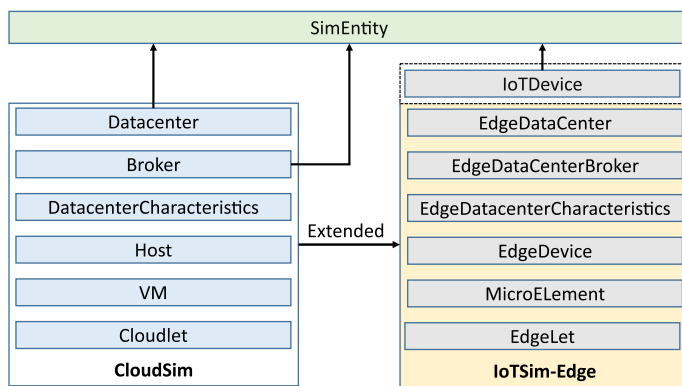 SimEntity
Datacenter
Broker
DatacenterCharacteristics
Host
VM
Cloudlet
CloudSim
Extended
IoTDevice
EdgeDataCenter
EdgeDataCenterBroker
EdgeDatacenterCharacteristics
EdgeDevice
MicroELement
EdgeLet
IoTSim-Edge